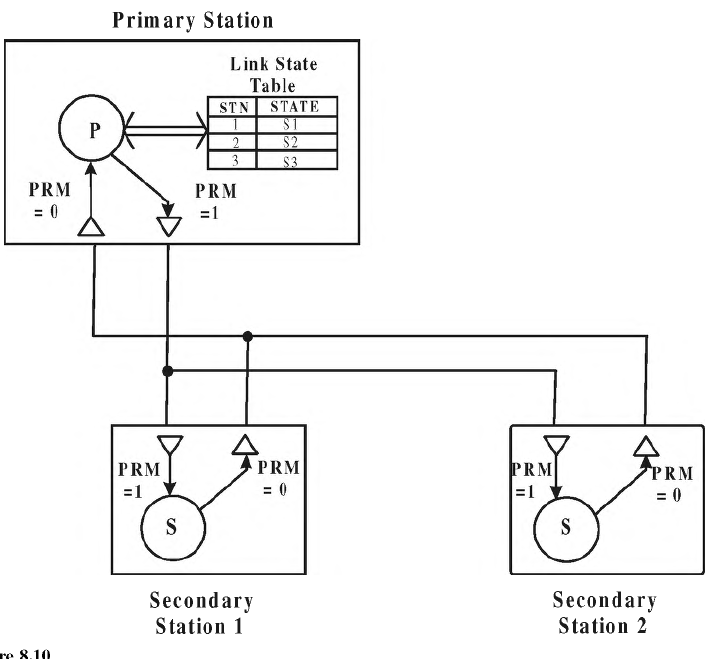 Primary Station
Link State
Table
STN STATE
1 S1
2 S2
3 S3
P
PRM
= 0
PRM
=1
PRM
=1
PRM
= 0
S
PRM
=1
PRM
= 0
S
Secondary
Station 1
Secondary
Station 2
re 8.10